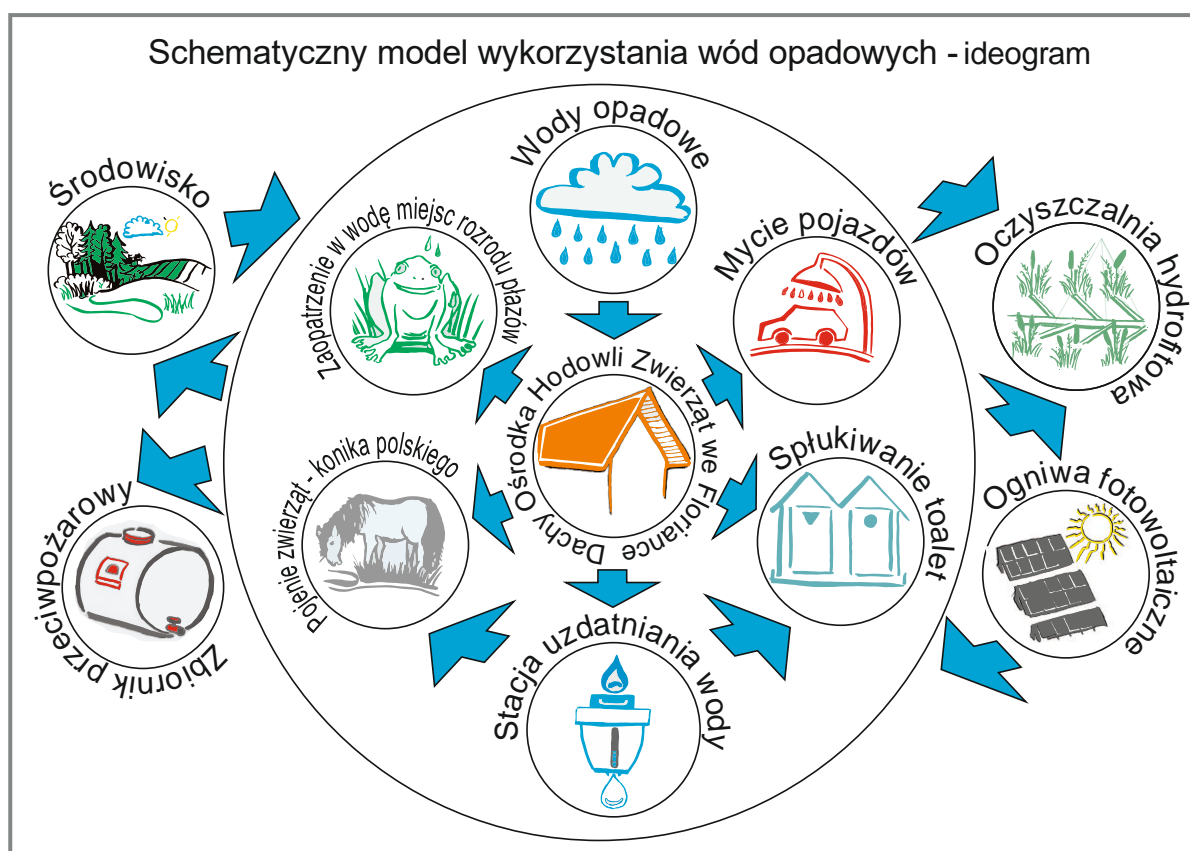 Schematyczny model wykorzystania wód opadowych - ideogram
Wody opadowe
Środowisko
Zaopatrzenie w wodę miejsc rozrodu płazów
Mycie pojazdów
Oczyszczalnia hydrofitowa
Dachy Ośrodka Hodowli Zwierząt we Floriance
Pojenie zwierząt - konika polskiego
Spłukiwanie toalet
Zbiornik przeciwpożarowy
Ogniwa fotowoltaiczne
Stacja uzdatniania wody